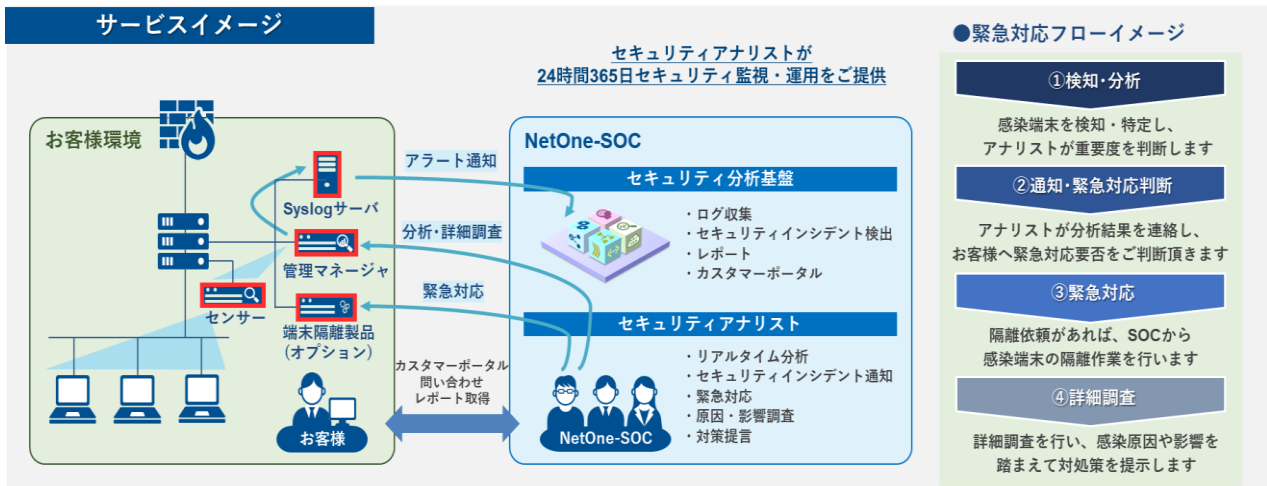 サービスイメージ
セキュリティアナリストが
24時間365日セキュリティ監視・運用をご提供
お客様環境
Syslogサーバ
管理マネージャ
センサー
端末隔離製品
(オプション)
お客様
アラート通知
分析・詳細調査
緊急対応
カスタマーポータル
問い合わせ
レポート取得
NetOne-SOC
セキュリティ分析基盤
・ログ収集
・セキュリティインシデント検出
・レポート
・カスタマーポータル
セキュリティアナリスト
・リアルタイム分析
・セキュリティインシデント通知
・緊急対応
・原因・影響調査
・対策提言
NetOne-SOC
●緊急対応フローイメージ
①検知・分析
感染端末を検知・特定し、
アナリストが重要度を判断します
②通知・緊急対応判断
アナリストが分析結果を連絡し、
お客様へ緊急対応要否をご判断頂きます
③緊急対応
隔離依頼があれば、SOCから
感染端末の隔離作業を行います
④詳細調査
詳細調査を行い、感染原因や影響を
踏まえて対処策を提示します